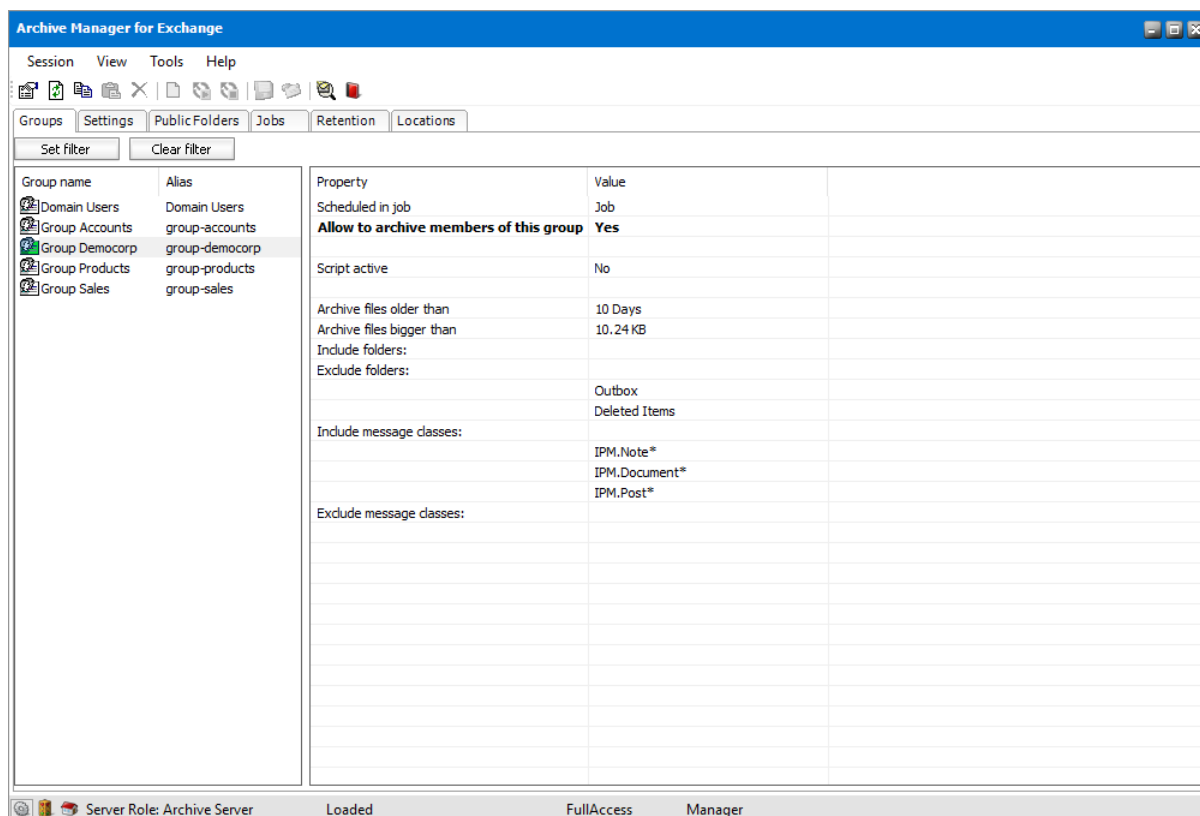 Archive Manager for Exchange
Session View Tools Help
Groups Settings Public Folders Jobs Retention Locations
Set filter Clear filter
Group name Alias Property Value
Domain Users Domain Users Scheduled in job Job
Group Accounts group-accounts Allow to archive members of this group Yes
Group Democorp group-democorp
Group Products group-products Script active No
Group Sales group-sales
Archive files older than 10 Days
Archive files bigger than 10.24 KB
Include folders:
Exclude folders:
Outbox
Deleted Items
Include message classes:
IPM.Note*
IPM.Document*
IPM.Post*
Exclude message classes:
Server Role: Archive Server Loaded FullAccess Manager